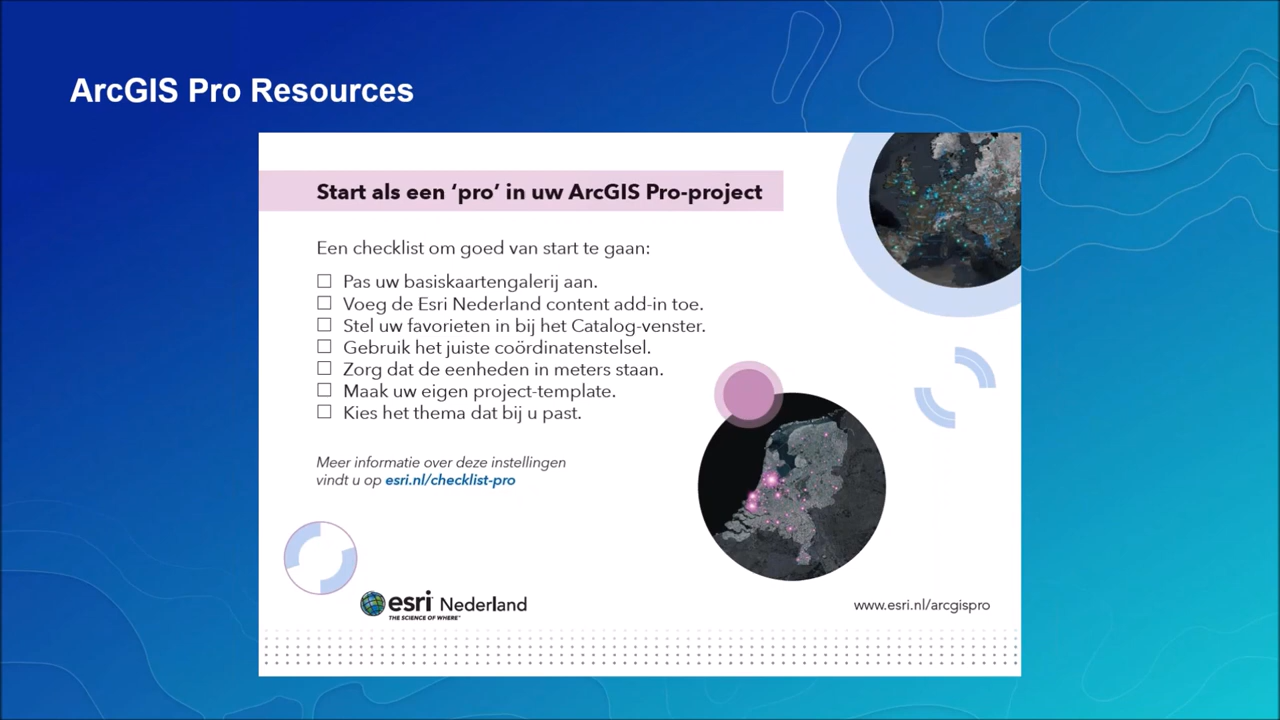 ArcGIS Pro Resources
Start als een ‘pro’ in uw ArcGIS Pro-project
Een checklist om goed van start te gaan:
☐ Pas uw basiskaartengalerij aan.
☐ Voeg de Esri Nederland content add-in toe.
☐ Stel uw favorieten in bij het Catalog-venster.
☐ Gebruik het juiste coördinatenstelsel.
☐ Zorg dat de eenheden in meters staan.
☐ Maak uw eigen project-template.
☐ Kies het thema dat bij u past.
Meer informatie over deze instellingen
vindt u op esri.nl/checklist-pro
esri Nederland
THE SCIENCE OF WHERE™
www.esri.nl/arcgispro